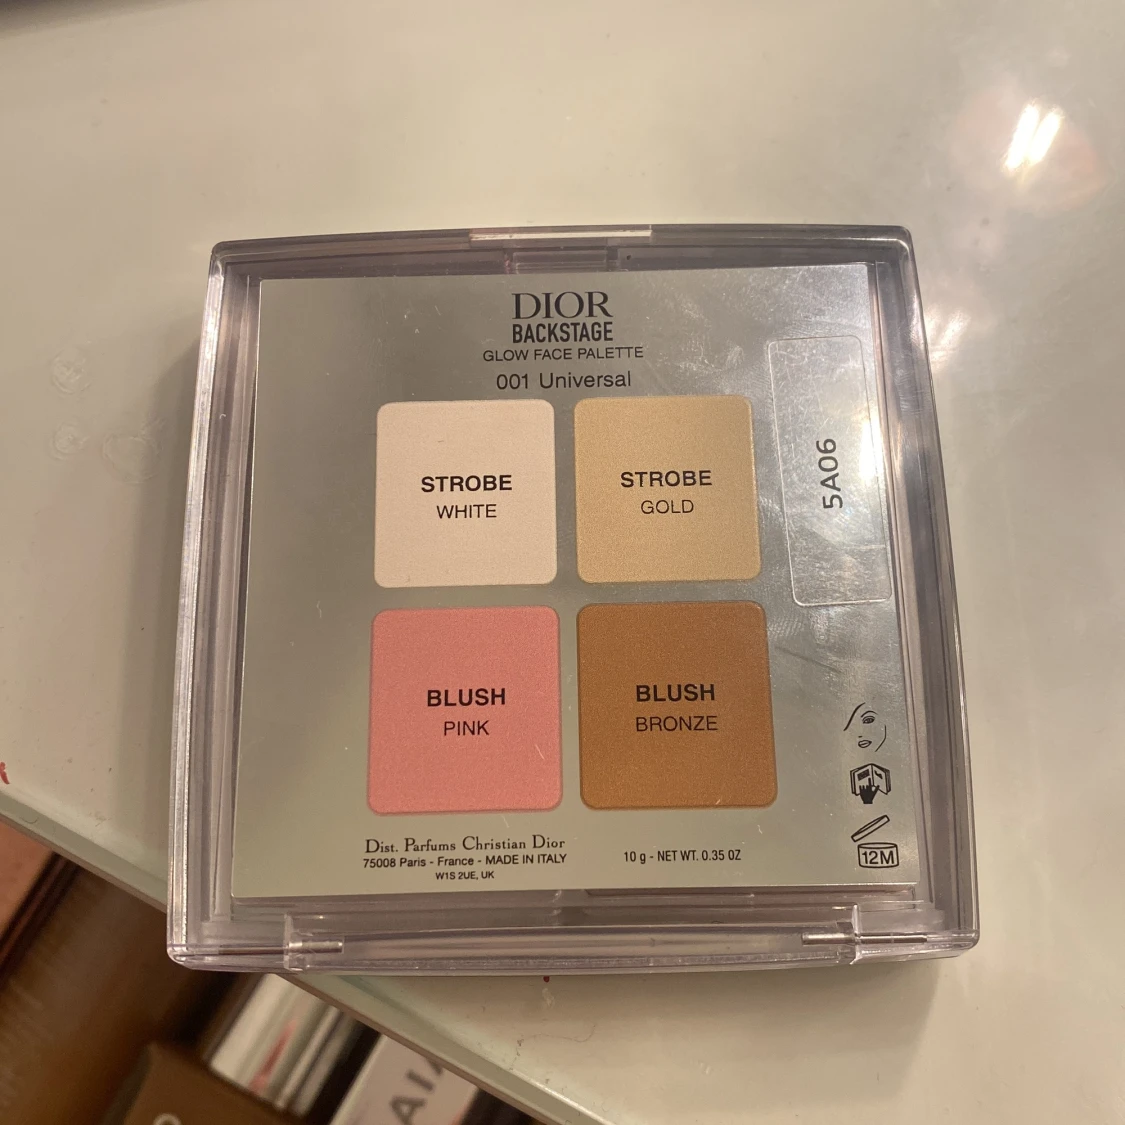 DIOR
BACKSTAGE
GLOW FACE PALETTE
001 Universal
STROBE
WHITE
STROBE
GOLD
5A06
BLUSH
PINK
BLUSH
BRONZE
Dist. Parfums Christian Dior
75008 Paris - France - MADE IN ITALY
W1S 2UE, UK
10 g - NET WT. 0.35 OZ
12M